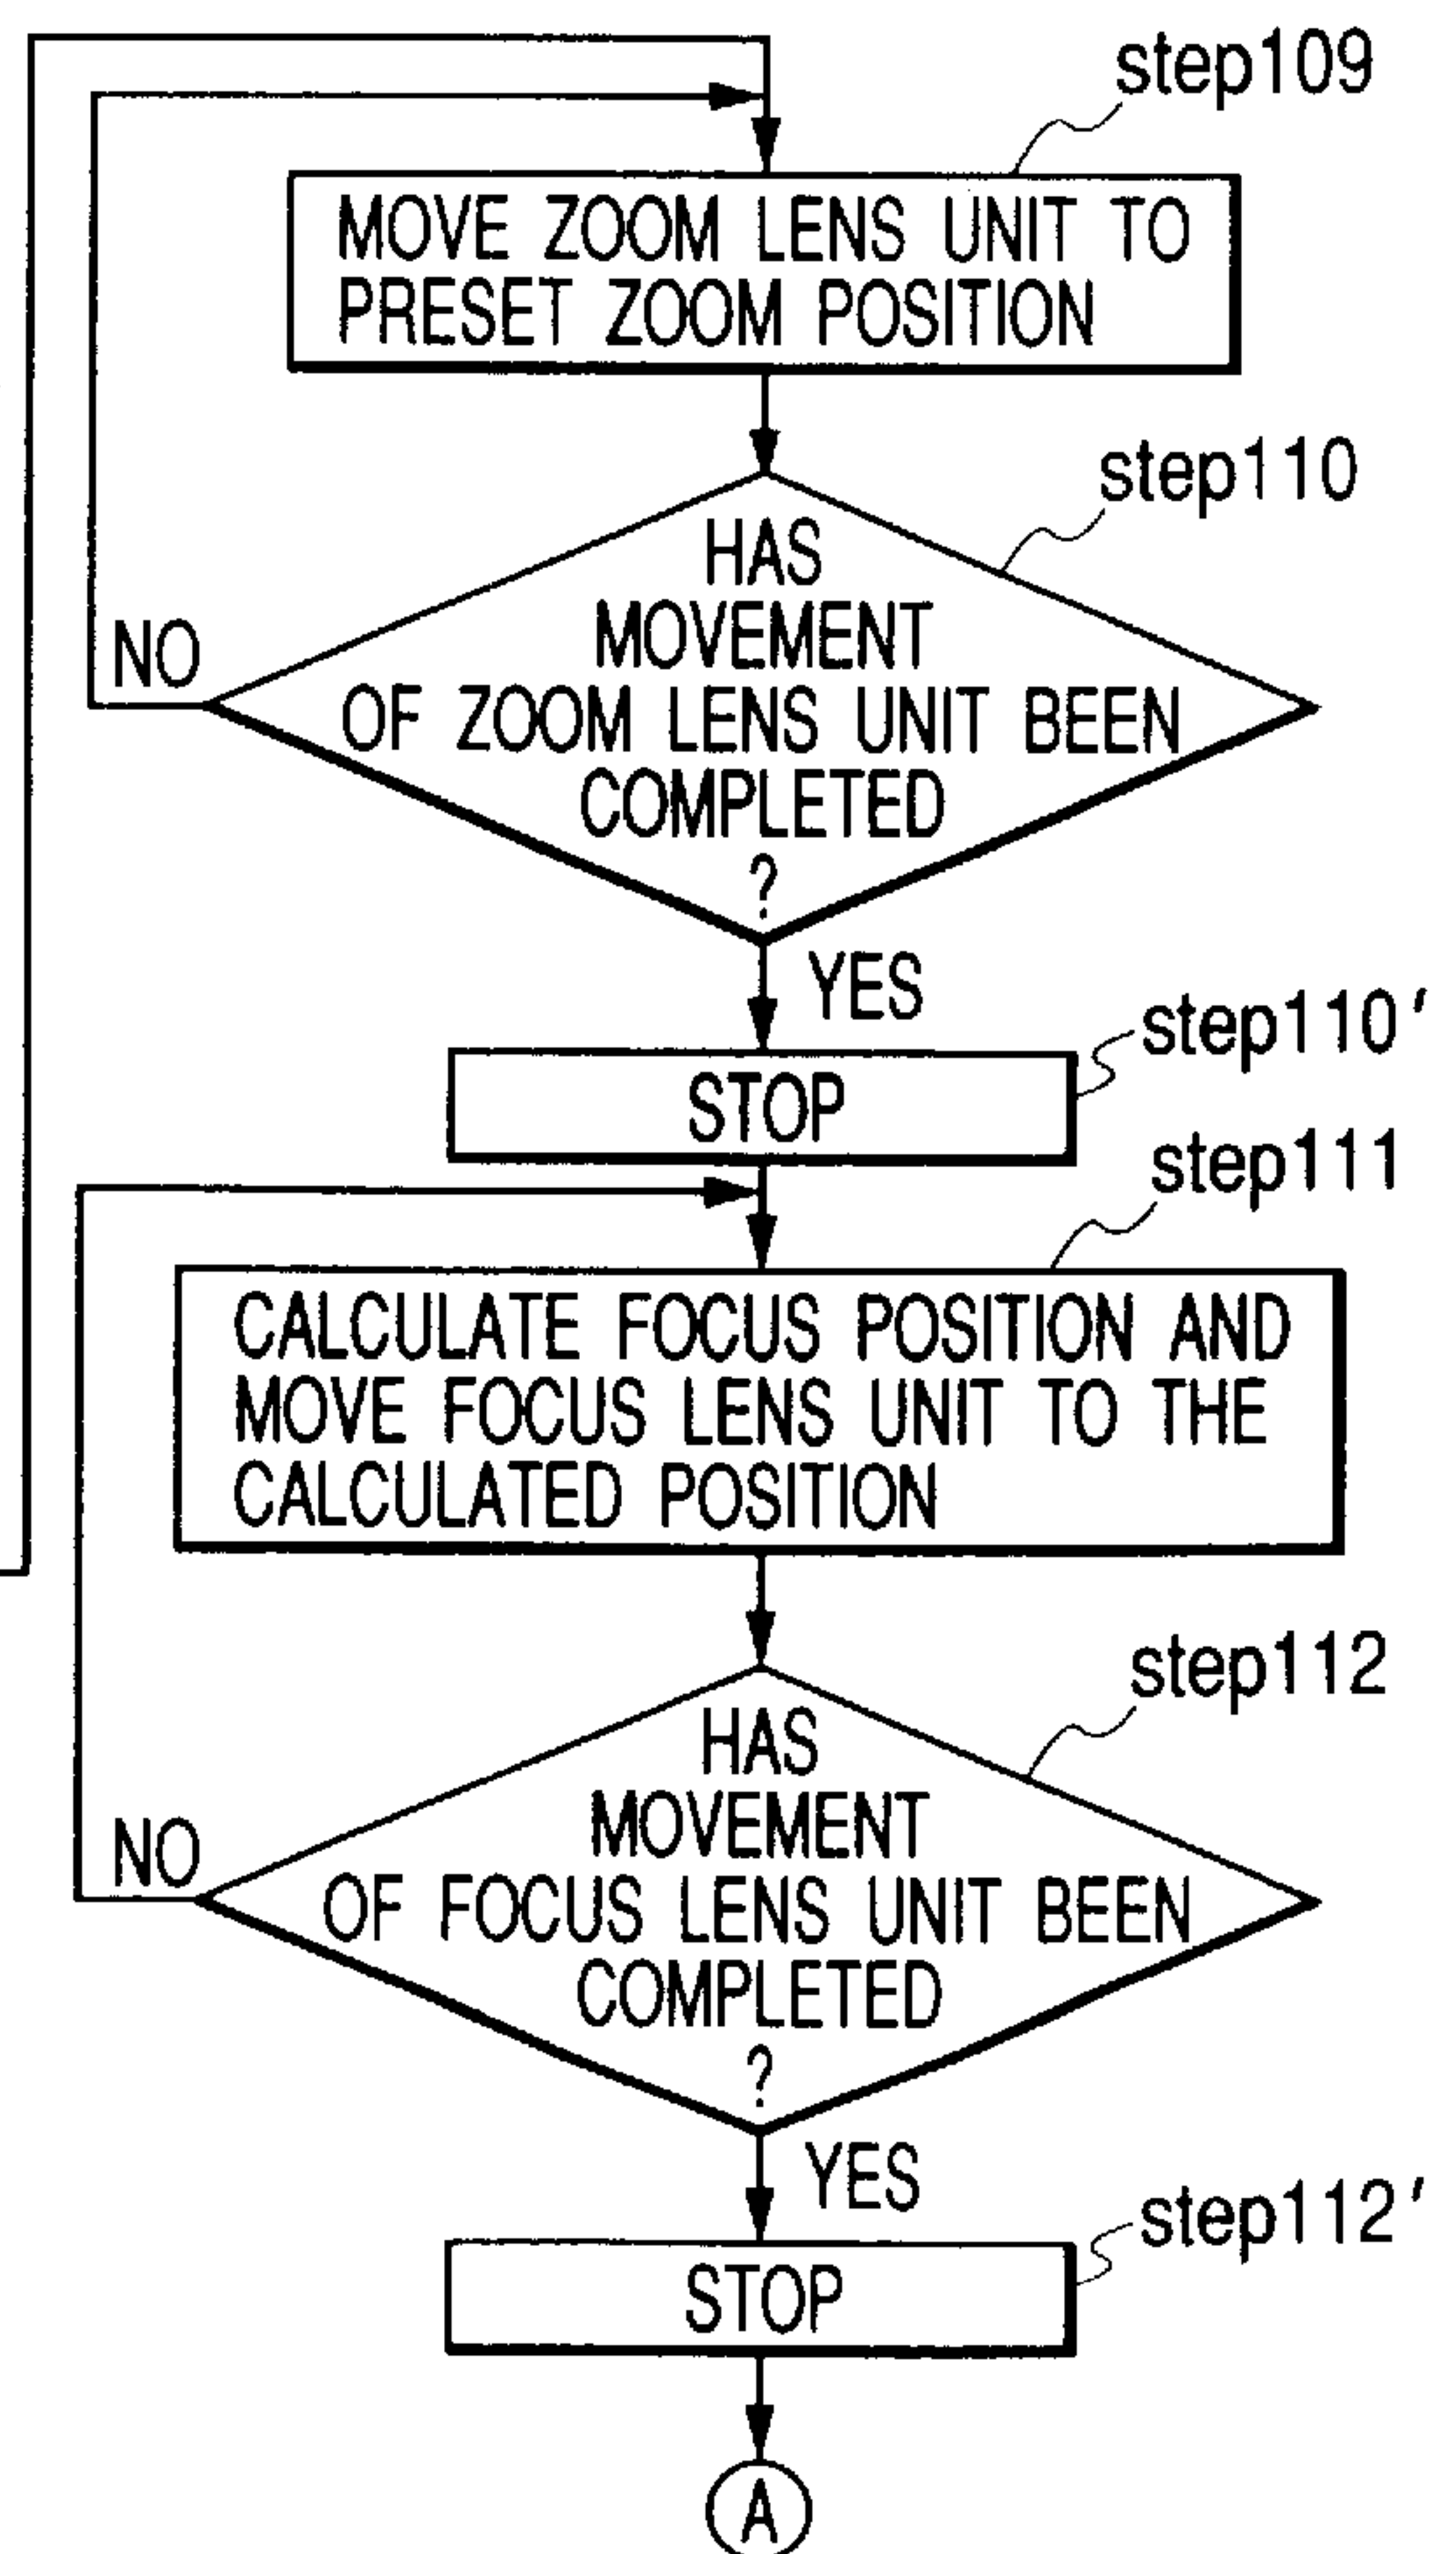 step109
MOVE ZOOM LENS UNIT TO
PRESET ZOOM POSITION
step110
HAS
MOVEMENT
OF ZOOM LENS UNIT BEEN
COMPLETED
?
NO
YES
step110'
STOP
step111
CALCULATE FOCUS POSITION AND
MOVE FOCUS LENS UNIT TO THE
CALCULATED POSITION
step112
HAS
MOVEMENT
OF FOCUS LENS UNIT BEEN
COMPLETED
?
NO
YES
step112'
STOP
A